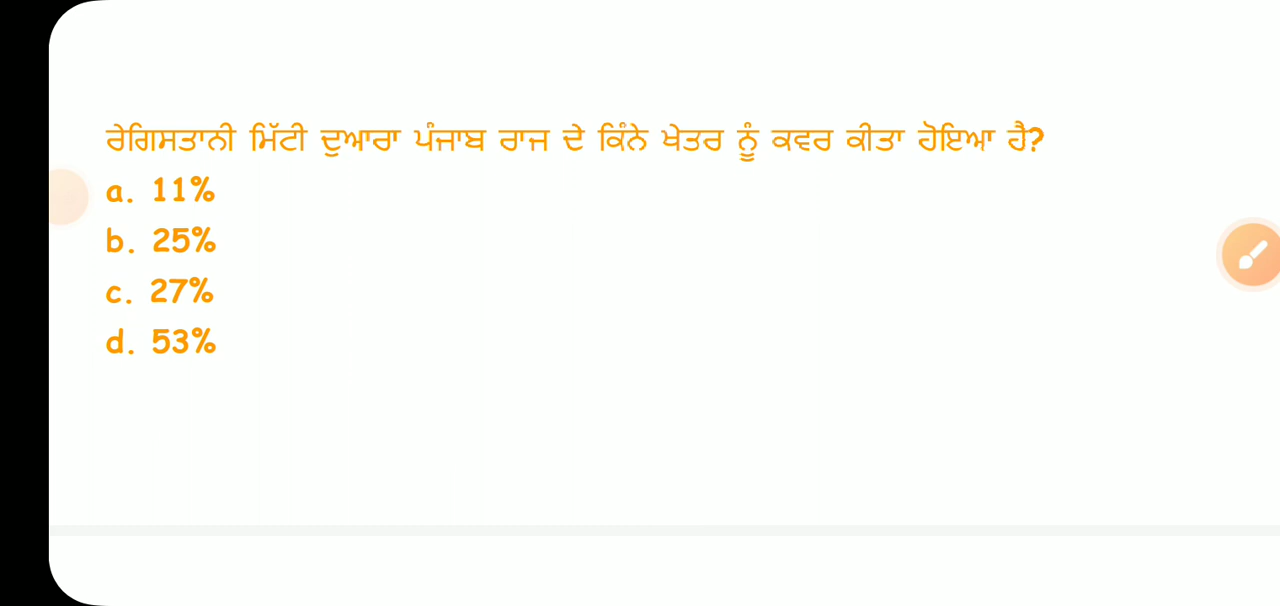 ਰੇਗਿਸਤਾਨੀ ਮਿੱਟੀ ਦੁਆਰਾ ਪੰਜਾਬ ਰਾਜ ਦੇ ਕਿੰਨੇ ਖੇਤਰ ਨੂੰ ਕਵਰ ਕੀਤਾ ਹੋਇਆ ਹੈ?
a. 11%
b. 25%
c. 27%
d. 53%